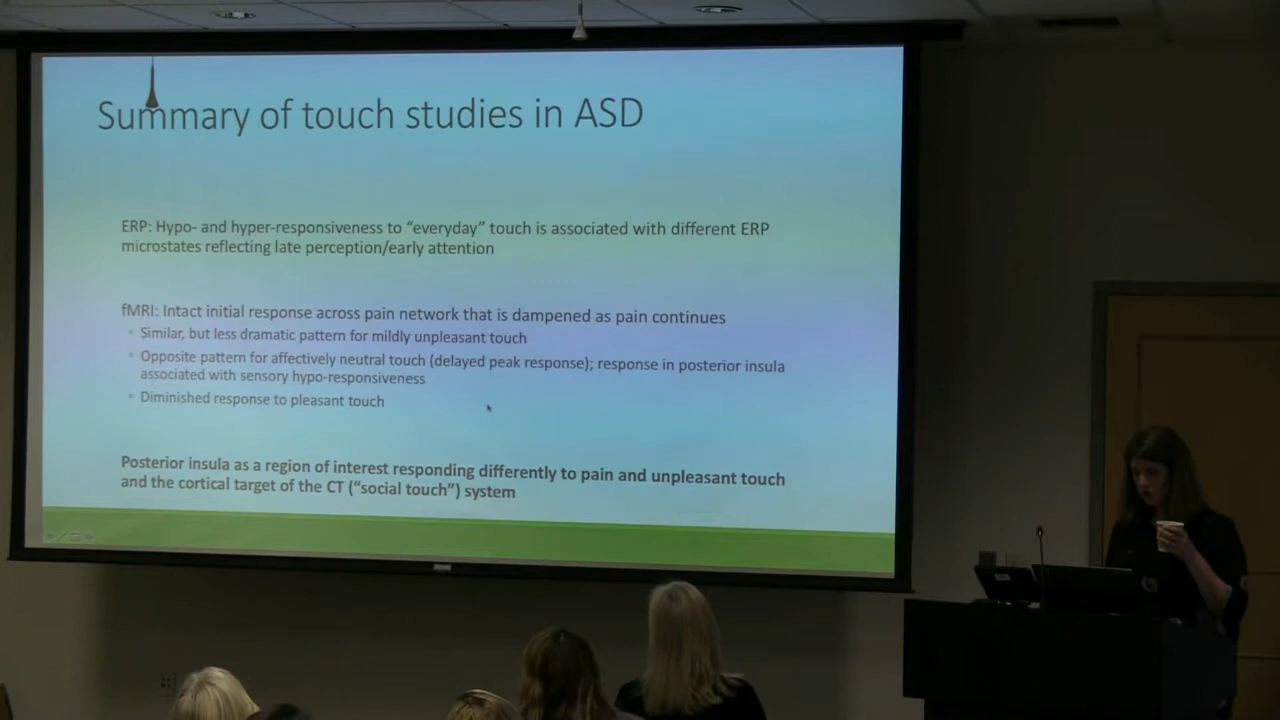 Summary of touch studies in ASD
ERP: Hypo- and hyper-responsiveness to “everyday” touch is associated with different ERP
microstates reflecting late perception/early attention
fMRI: Intact initial response across pain network that is dampened as pain continues
Similar, but less dramatic pattern for mildly unpleasant touch
Opposite pattern for affectively neutral touch (delayed peak response); response in posterior insula
associated with sensory hypo-responsiveness
Diminished response to pleasant touch
Posterior insula as a region of interest responding differently to pain and unpleasant touch
and the cortical target of the CT (“social touch”) system